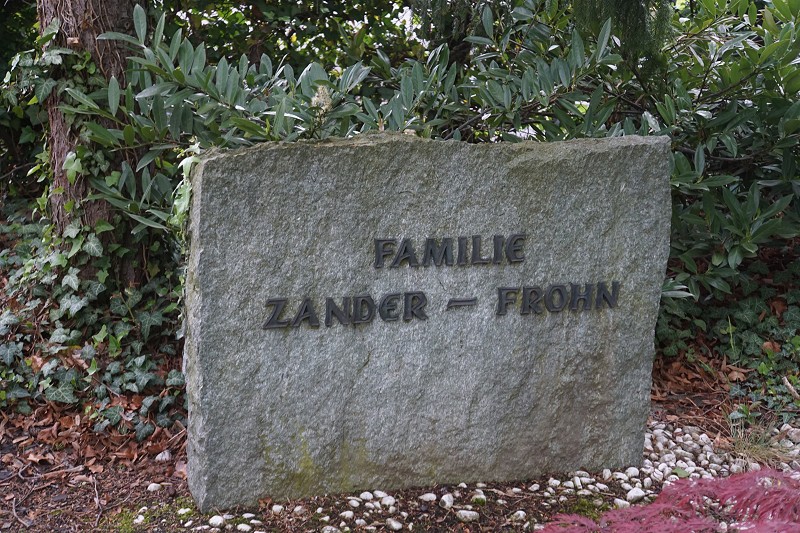 FAMILIE
ZANDER – FROHN